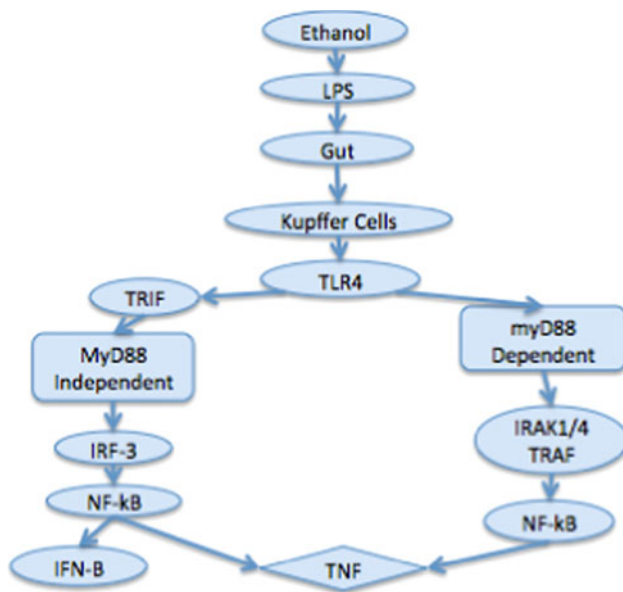 Ethanol
LPS
Gut
Kupffer Cells
TLR4
TRIF
MyD88
Independent
myD88
Dependent
IRF-3
IRAK1/4
TRAF
NF-kB
NF-kB
IFN-B
TNF